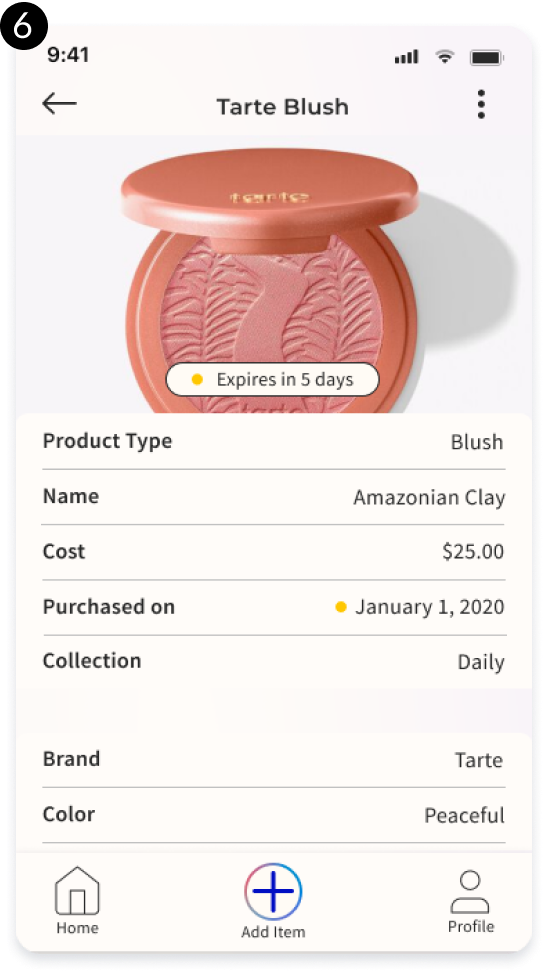 6
9:41
Tarte Blush
tarte
Expires in 5 days
tarte
Product Type Blush
Name Amazonian Clay
Cost $25.00
Purchased on January 1, 2020
Collection Daily
Brand Tarte
Color Peaceful
Home Add Item Profile